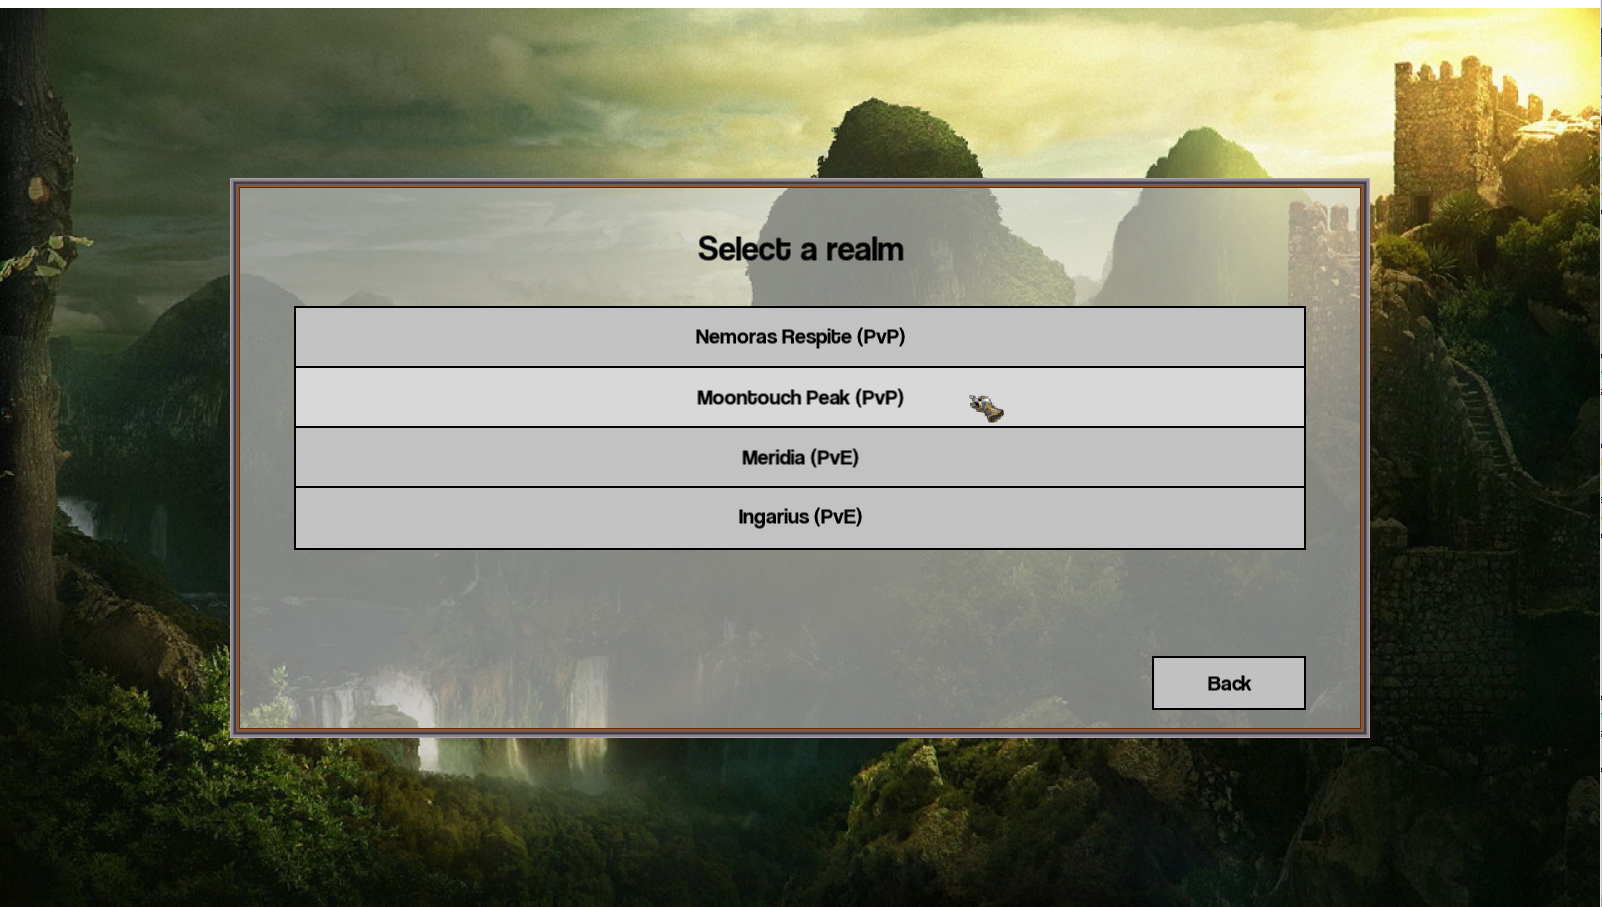 Select a realm
Nemoras Respite (PvP)
Moontouch Peak (PvP)
Meridia (PvE)
Ingarius (PvE)
Back